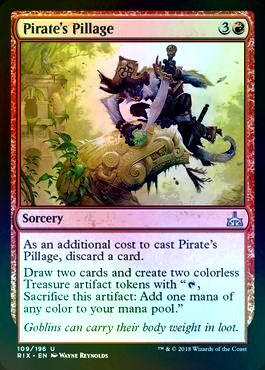 Pirate's Pillage 3
Sorcery
As an additional cost to cast Pirate's
Pillage, discard a card.
Draw two cards and create two colorless
Treasure artifact tokens with “T,
Sacrifice this artifact: Add one mana of
any color to your mana pool.”
Goblins can carry their body weight in loot.
109/196 U
RIX • EN WAYNE REYNOLDS
™ & © 2018 Wizards of the Coast